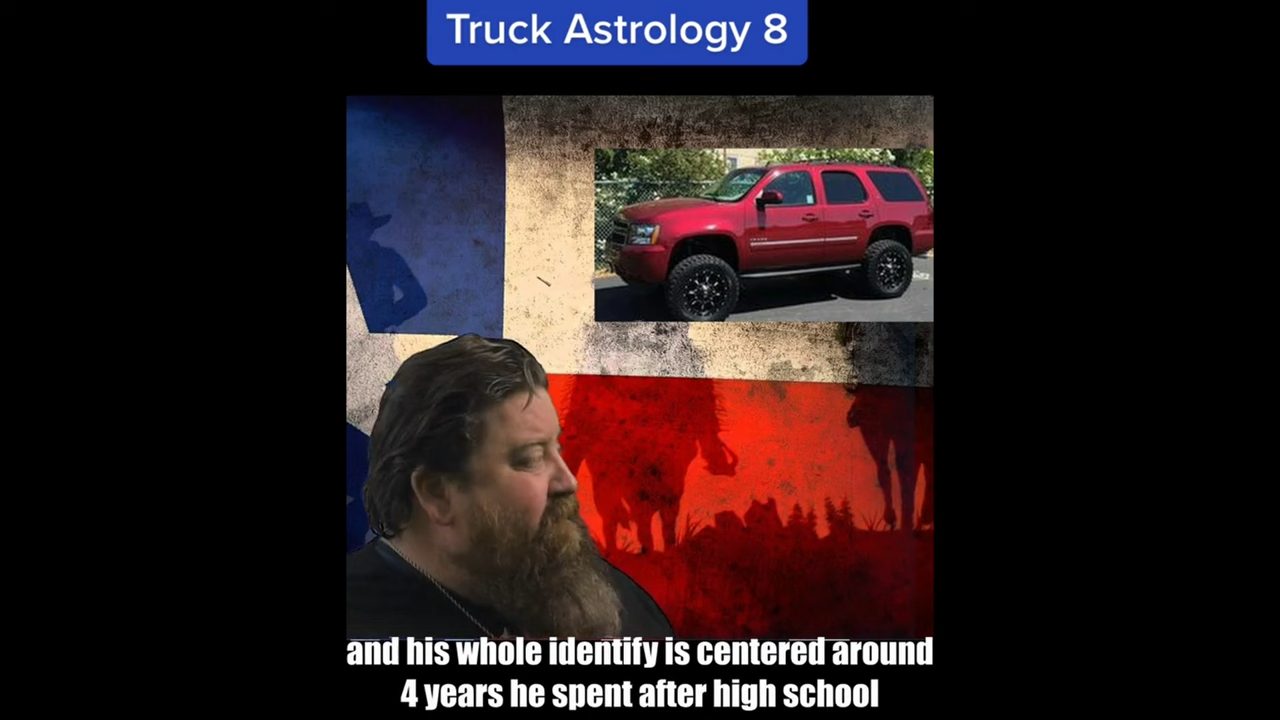 Truck Astrology 8
and his whole identify is centered around
4 years he spent after high school